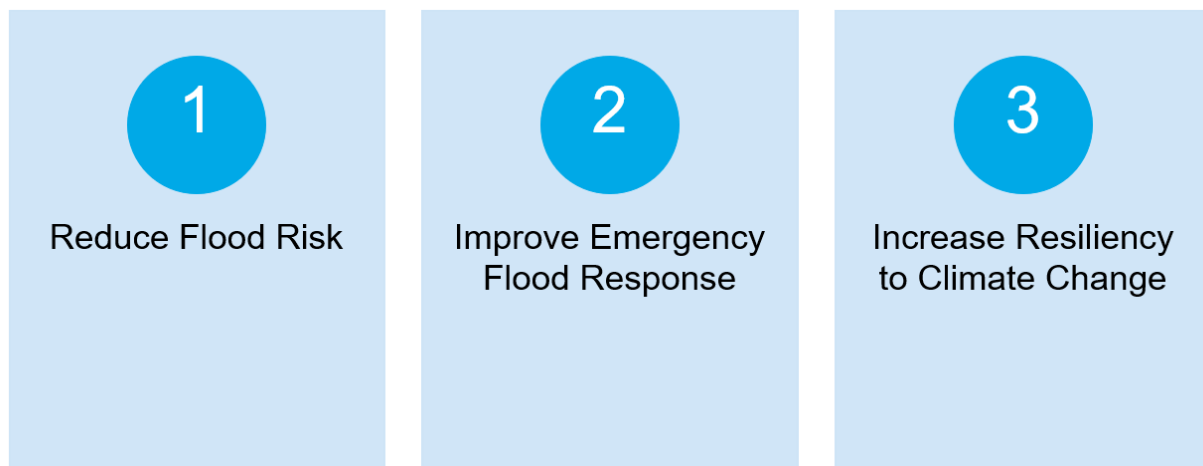 1
Reduce Flood Risk
2
Improve Emergency
Flood Response
3
Increase Resiliency
to Climate Change